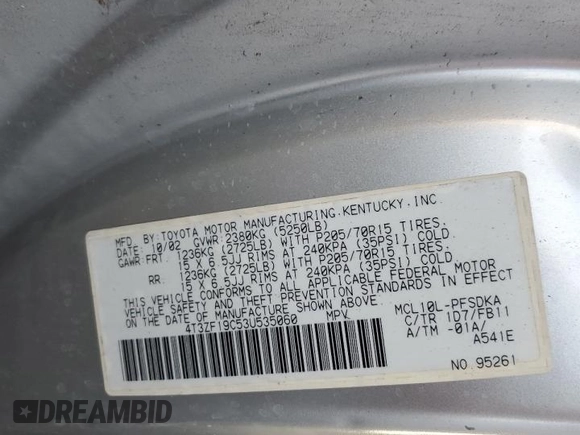 MFD. BY: TOYOTA MOTOR MANUFACTURING, KENTUCKY, INC.
DATE: 10/02 GVWR: 2380KG (5250LB)
GAWR: FRT. 1236KG (2725LB) WITH P205/70R15 TIRES,
15 X 6.5JJ RIMS AT 240KPA (35PSI) COLD
RR. 1236KG (2725LB) WITH P205/70R15 TIRES,
15 X 6.5JJ RIMS AT 240KPA (35PSI) COLD
THIS VEHICLE CONFORMS TO ALL APPLICABLE FEDERAL MOTOR
VEHICLE SAFETY AND THEFT PREVENTION STANDARDS IN
EFFECT ON THE DATE OF MANUFACTURE SHOWN ABOVE.
4T3ZF19C53U535060 MPV
MCL10L-PFSDKA
C/TR 1D7/FB11
A/TM -01A/
A541E
NO.95261
DREAMBID